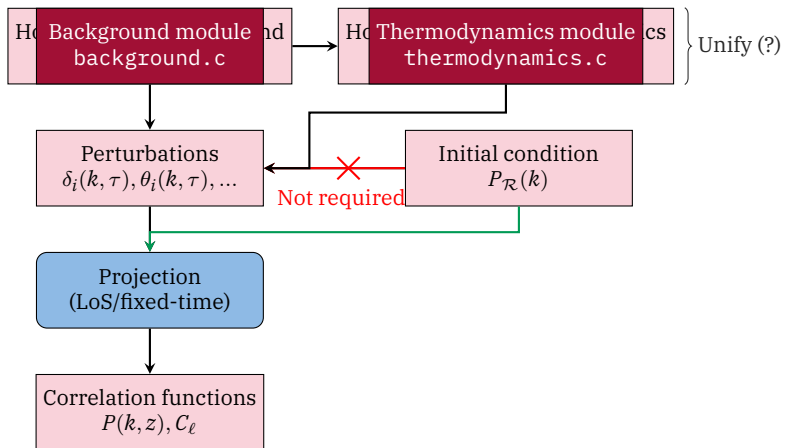 Background module
background.c
Thermodynamics module
thermodynamics.c
Unify (?)
Perturbations
δᵢ(k, τ), θᵢ(k, τ), …
Initial condition
P_ℛ(k)
Not required
Projection
(LoS/fixed-time)
Correlation functions
P(k, z), C_ℓ